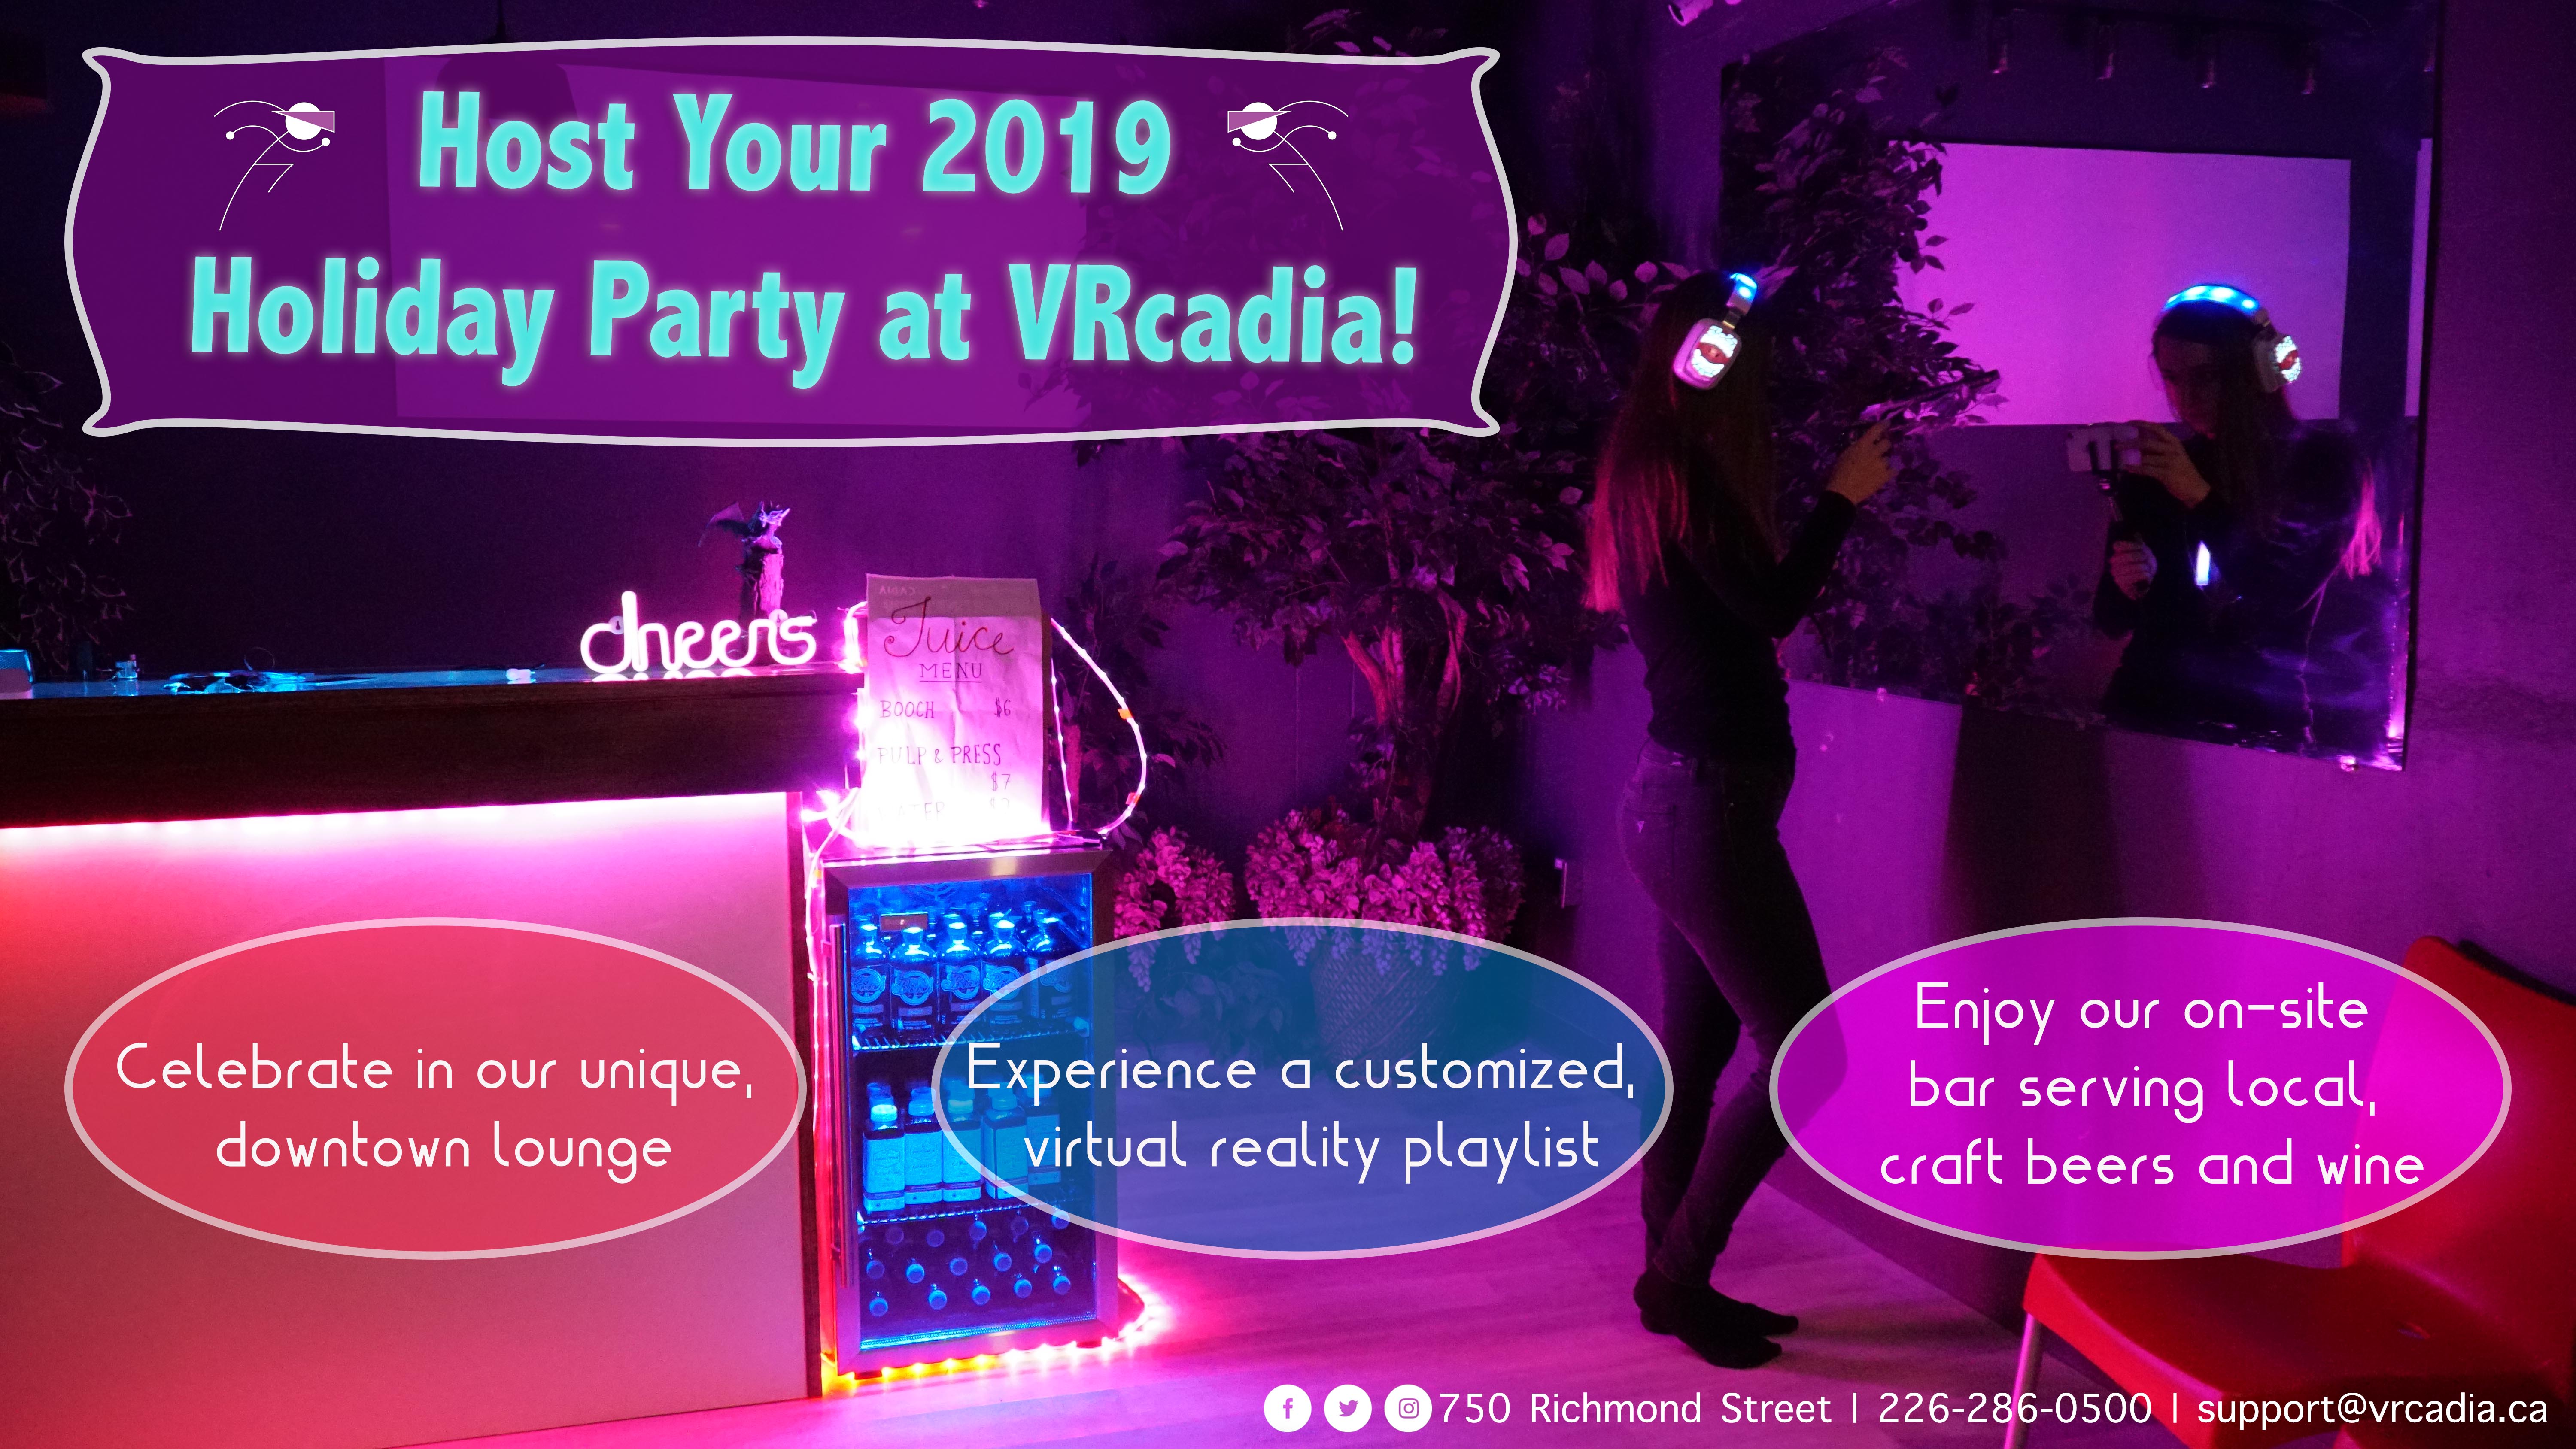 Host Your 2019
Holiday Party at VRcadia!
cheers
Juice
MENU
BOOCH $6
PULP & PRESS
$7
Celebrate in our unique,
downtown lounge
Experience a customized,
virtual reality playlist
Enjoy our on-site
bar serving local,
craft beers and wine
750 Richmond Street | 226-286-0500 | support@vrcadia.ca